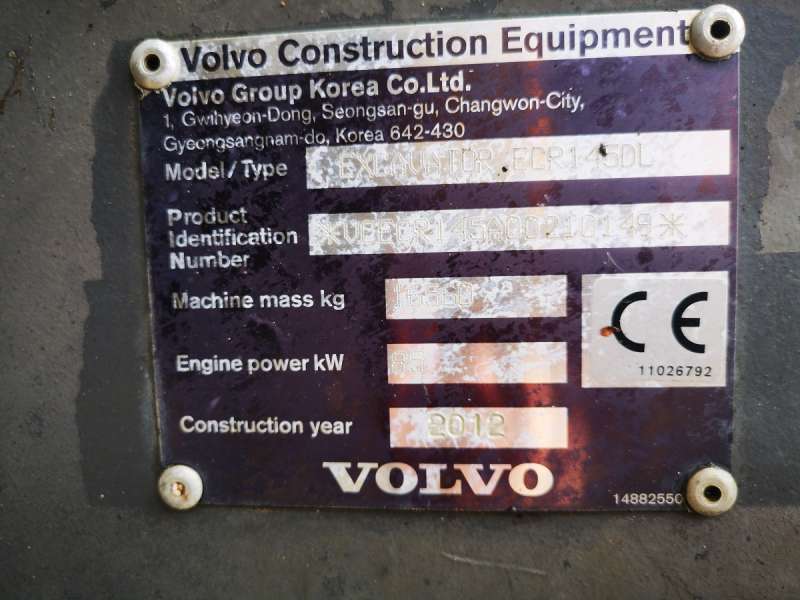 Volvo Construction Equipment
Volvo Group Korea Co.Ltd.
1, Gwihyeon-Dong, Seongsan-gu, Changwon-City,
Gyeongsangnam-do, Korea 642-430
Model/Type EXCAVATOR ECR145DL
Product
Identification
Number
Machine mass kg
Engine power kW
Construction year 2012
CE
11026792
VOLVO
14882550